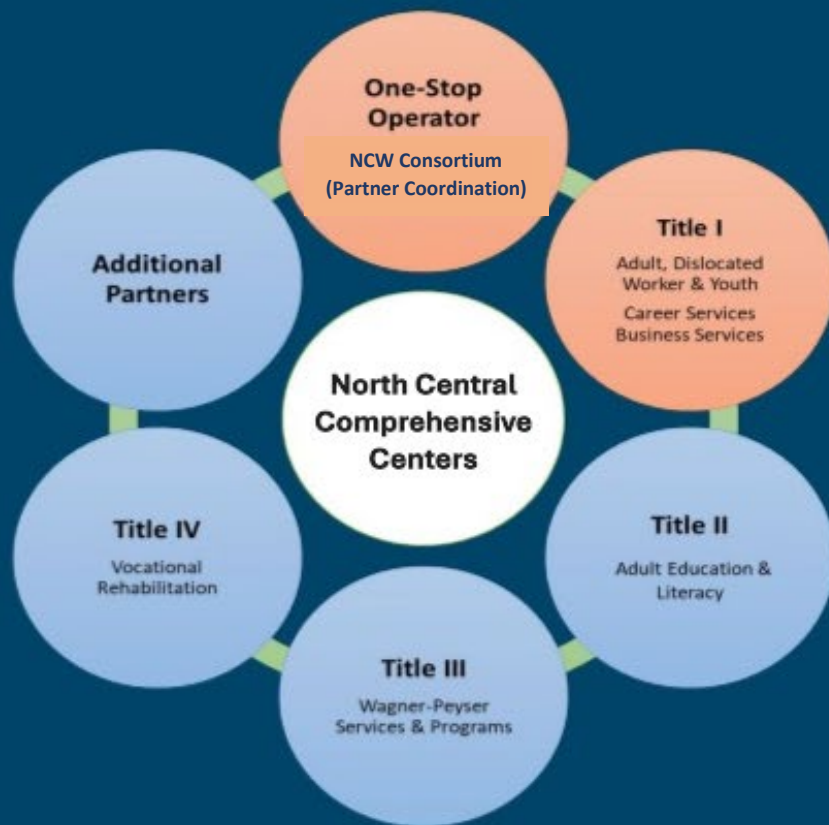 One-Stop
Operator
NCW Consortium
(Partner Coordination)
Title I
Adult, Dislocated
Worker & Youth
Career Services
Business Services
Additional
Partners
North Central
Comprehensive
Centers
Title II
Adult Education &
Literacy
Title IV
Vocational
Rehabilitation
Title III
Wagner-Peyser
Services & Programs